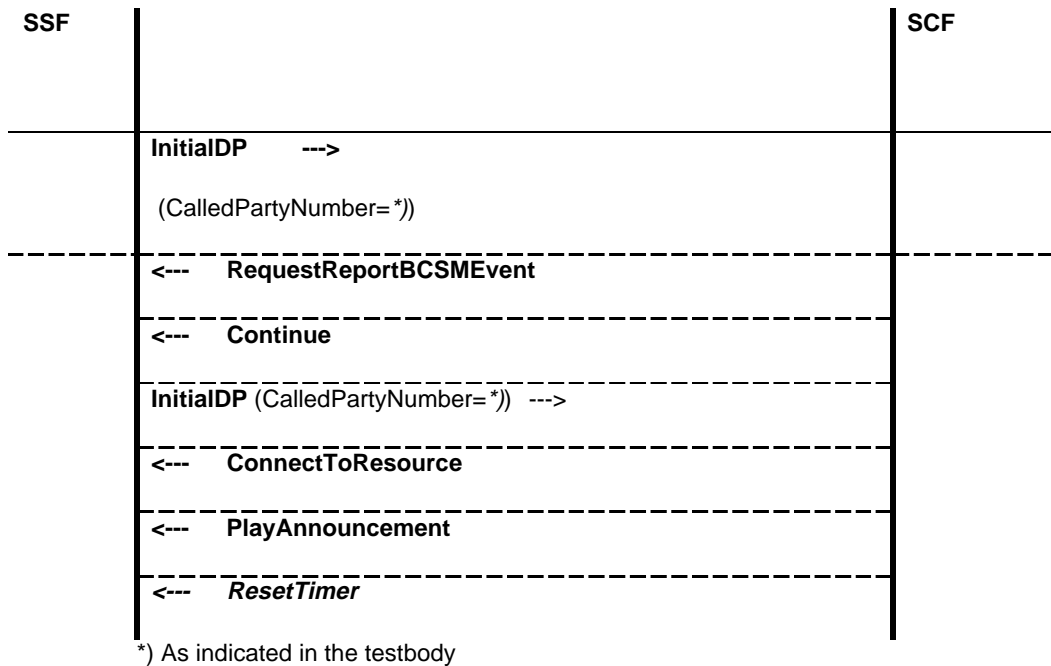 SSF SCF
InitialDP --->
(CalledPartyNumber=*))
<--- RequestReportBCSMEvent
<--- Continue
InitialDP (CalledPartyNumber=*)) --->
<--- ConnectToResource
<--- PlayAnnouncement
<--- ResetTimer
*) As indicated in the testbody